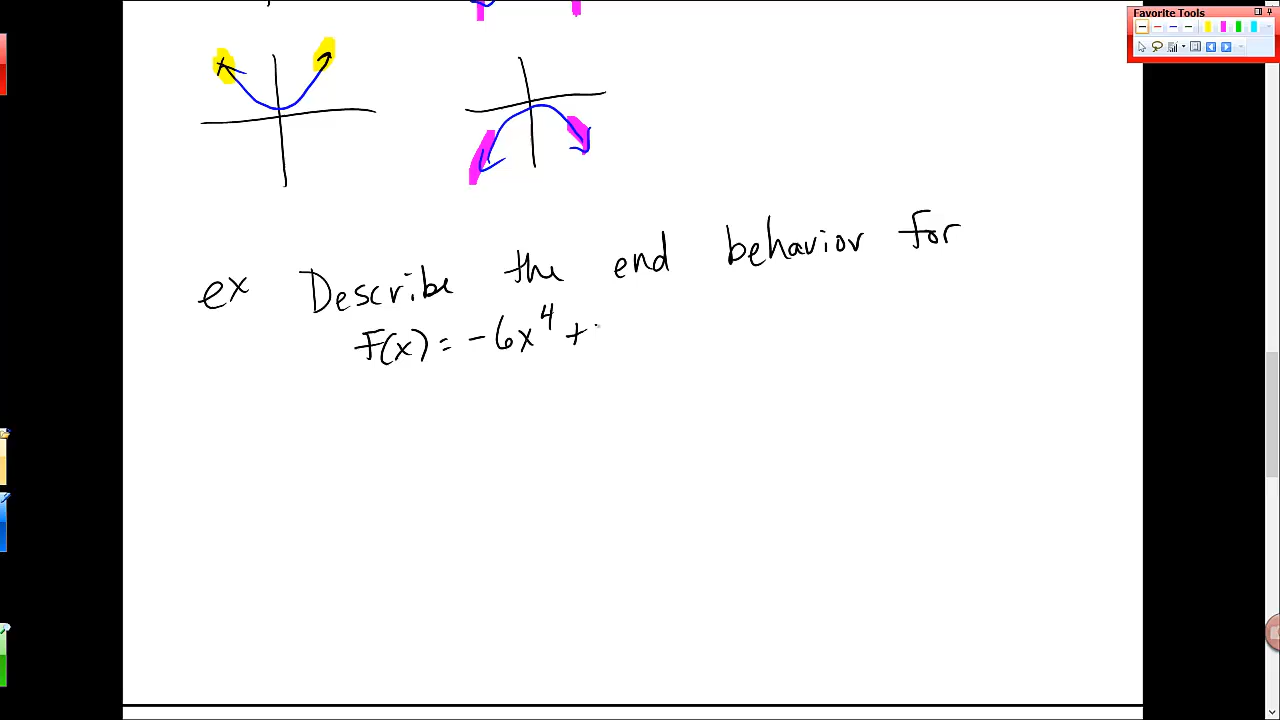 Favorite Tools
ex Describe the end behavior for
f(x) = -6x⁴ +